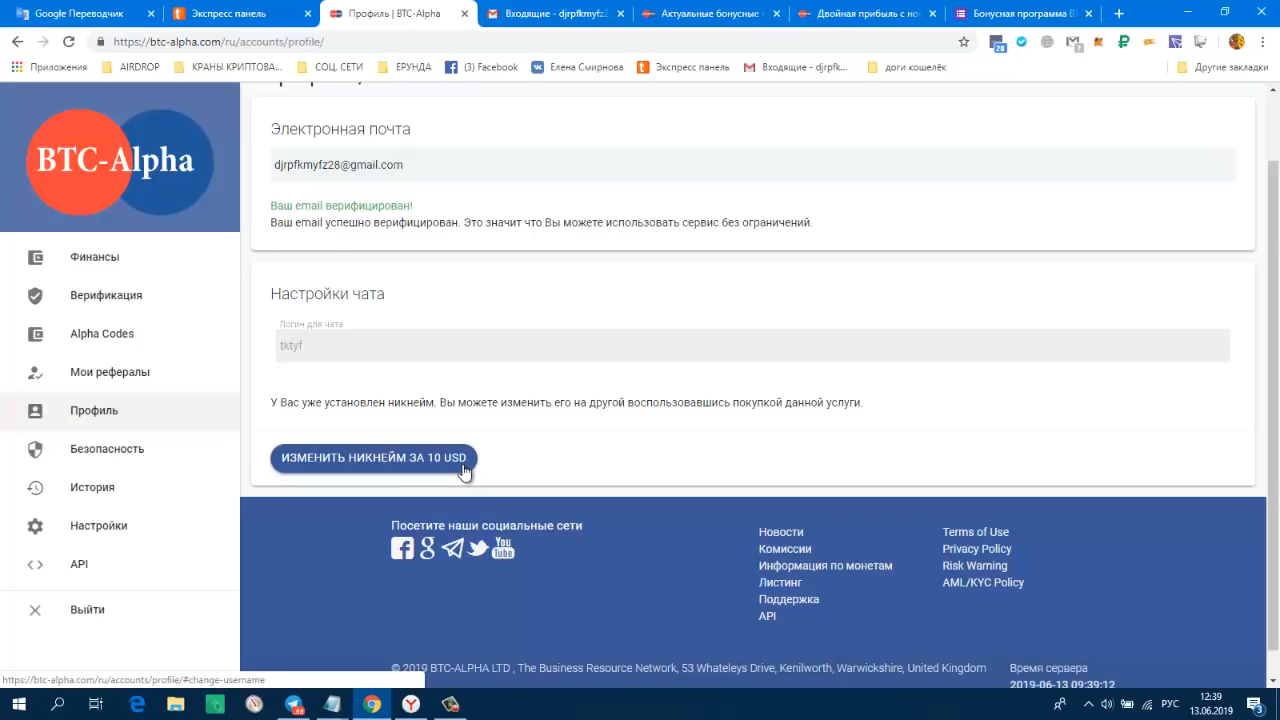 Google Переводчик
Экспресс панель
Профиль | BTC-Alpha
Входящие - djrpfkmyfz2
Актуальные бонусные
Двойная прибыль с но
Бонусная программа В
https://btc-alpha.com/ru/accounts/profile/
28
7
Приложения
AIRDROP
КРАНЫ КРИПТОВА...
СОЦ. СЕТИ
ЕРУНДА
(3) Facebook
Елена Смирнова
Экспресс панель
Входящие - djrpfk...
доги кошелёк
Другие закладки
BTC-Alpha
Финансы
Верификация
Alpha Codes
Мои рефералы
Профиль
Безопасность
История
Настройки
API
Выйти
Электронная почта
djrpfkmyfz28@gmail.com
Ваш email верифицирован!
Ваш email успешно верифицирован. Это значит что Вы можете использовать сервис без ограничений.
Настройки чата
Логин для чата
tktyf
У Вас уже установлен никнейм. Вы можете изменить его на другой воспользовавшись покупкой данной услуги.
ИЗМЕНИТЬ НИКНЕЙМ ЗА 10 USD
Посетите наши социальные сети
You Tube
Новости
Комиссии
Информация по монетам
Листинг
Поддержка
API
Terms of Use
Privacy Policy
Risk Warning
AML/KYC Policy
© 2019 BTC-ALPHA LTD , The Business Resource Network, 53 Whateleys Drive, Kenilworth, Warwickshire, United Kingdom
Время сервера
2019-06-13 09:39:12
https://btc-alpha.com/ru/accounts/profile/#change-username
РУС
12:39
13.06.2019
3